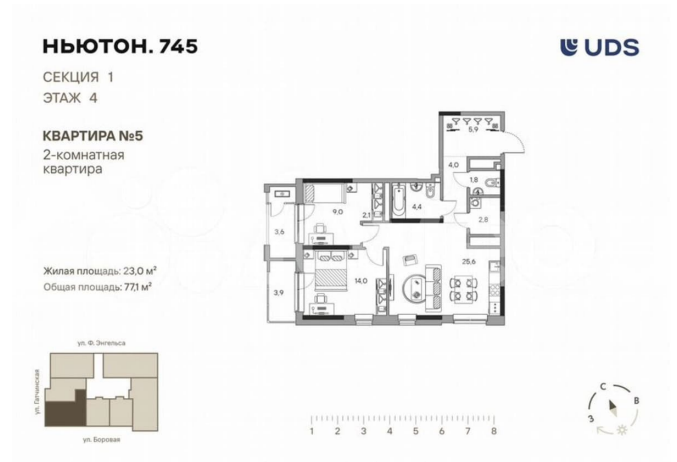 НЬЮТОН. 745
UDS
СЕКЦИЯ 1
ЭТАЖ 4
КВАРТИРА №5
2-комнатная
квартира
5,9
4,0
1,8
9,0
2,1
4,4
2,8
3,6
25,6
14,0
3,9
Жилая площадь: 23,0 м²
Общая площадь: 77,1 м²
ул. Ф. Энгельса
ул. Гатчинская
ул. Боровая
С
В
З
1 2 3 4 5 6 7 8